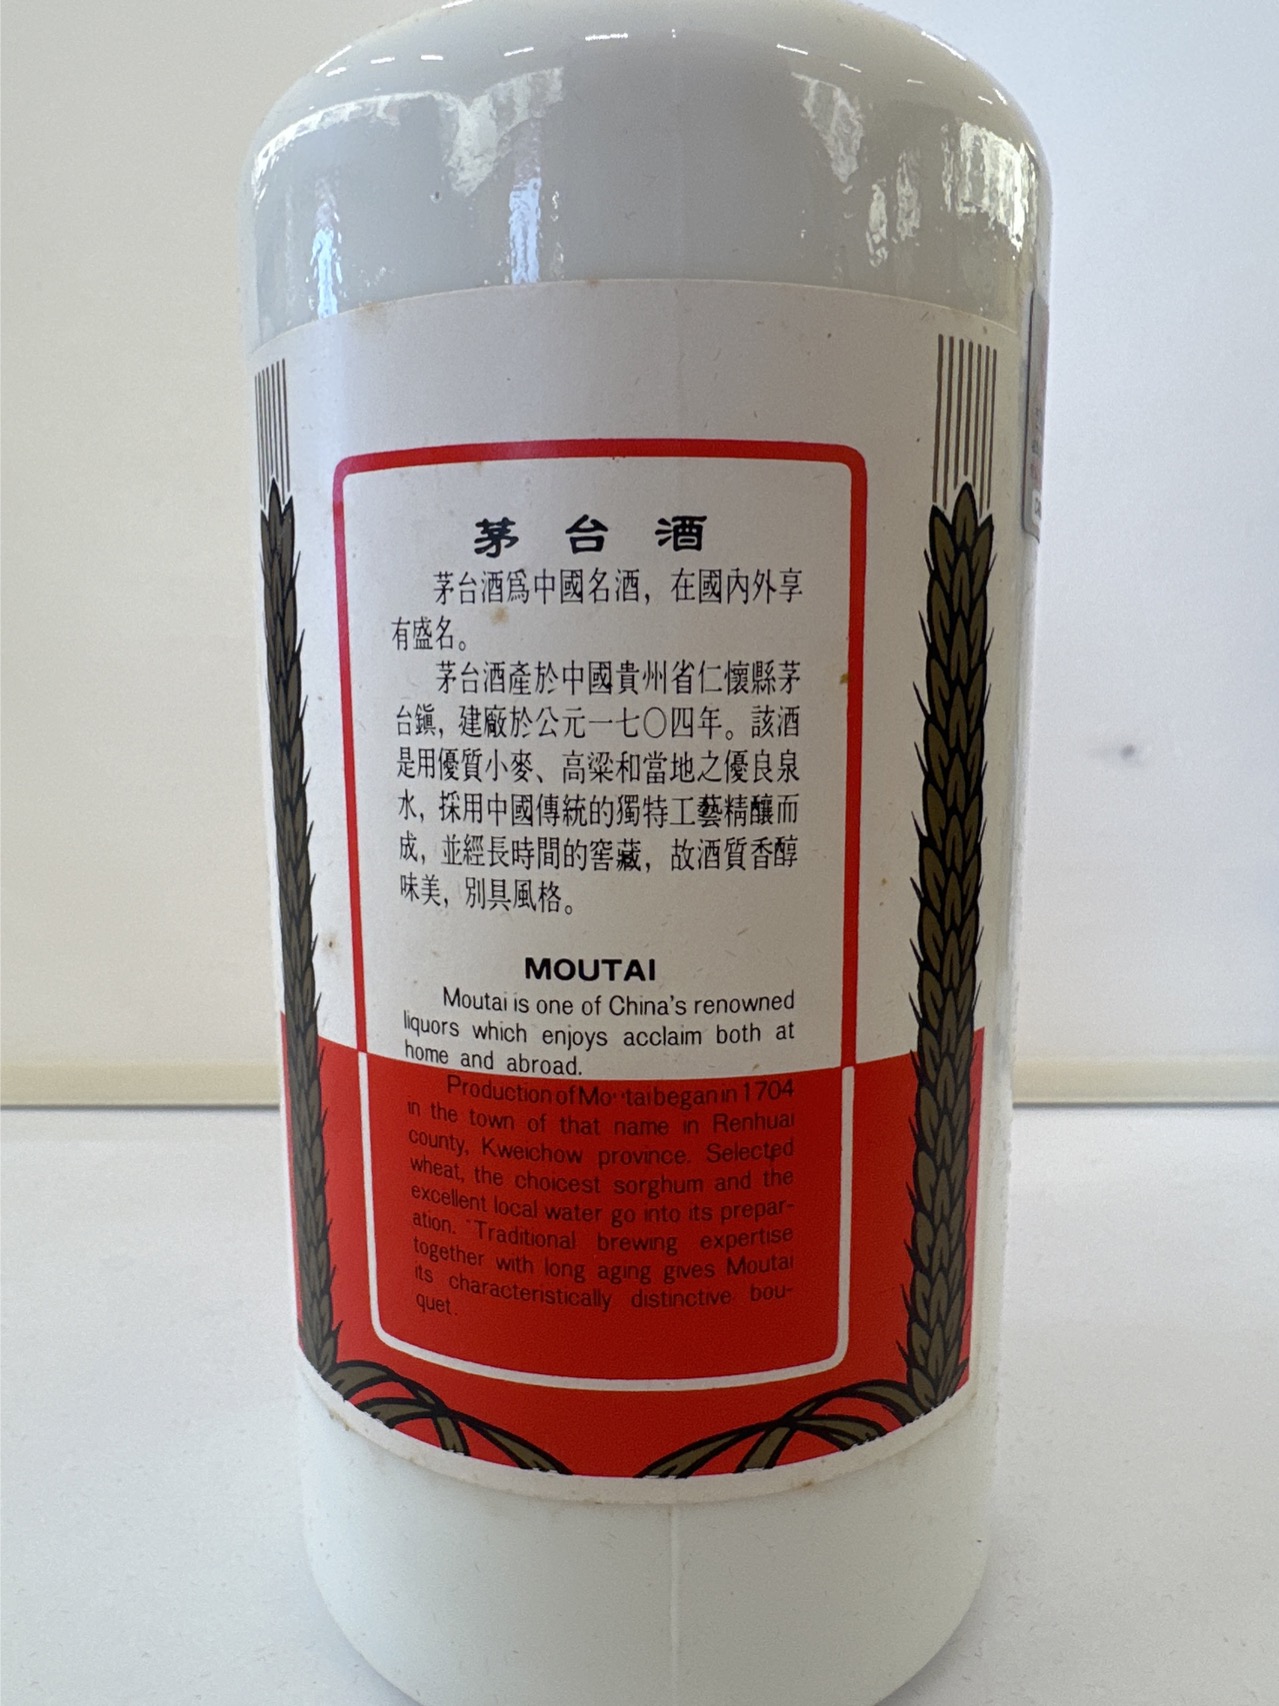 茅台酒
茅台酒爲中國名酒，在國內外享
有盛名。
茅台酒產於中國貴州省仁懷縣茅
台鎮，建廠於公元一七〇四年。該酒
是用優質小麥、高粱和當地之優良泉
水，採用中國傳統的獨特工藝精釀而
成，並經長時間的窖藏，故酒質香醇
味美，別具風格。
MOUTAI
Moutai is one of China's renowned
liquors which enjoys acclaim both at
home and abroad.
Production of Moutai began in 1704
in the town of that name in Renhuai
county, Kweichow province. Selected
wheat, the choicest sorghum and the
excellent local water go into its prepar-
ation. Traditional brewing expertise
together with long aging gives Moutai
its characteristically distinctive bou-
quet.